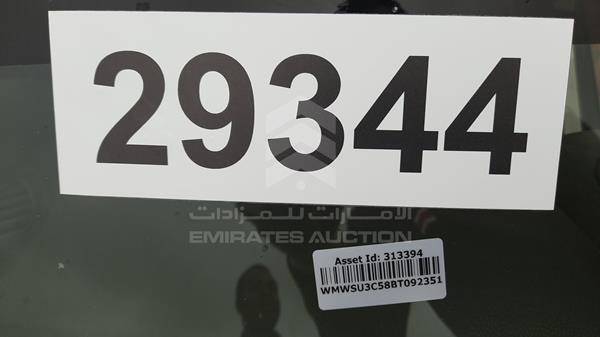 29344
الامارات للمزادات
EMIRATES AUCTION
Asset Id: 313394
WMWSU3C58BT092351